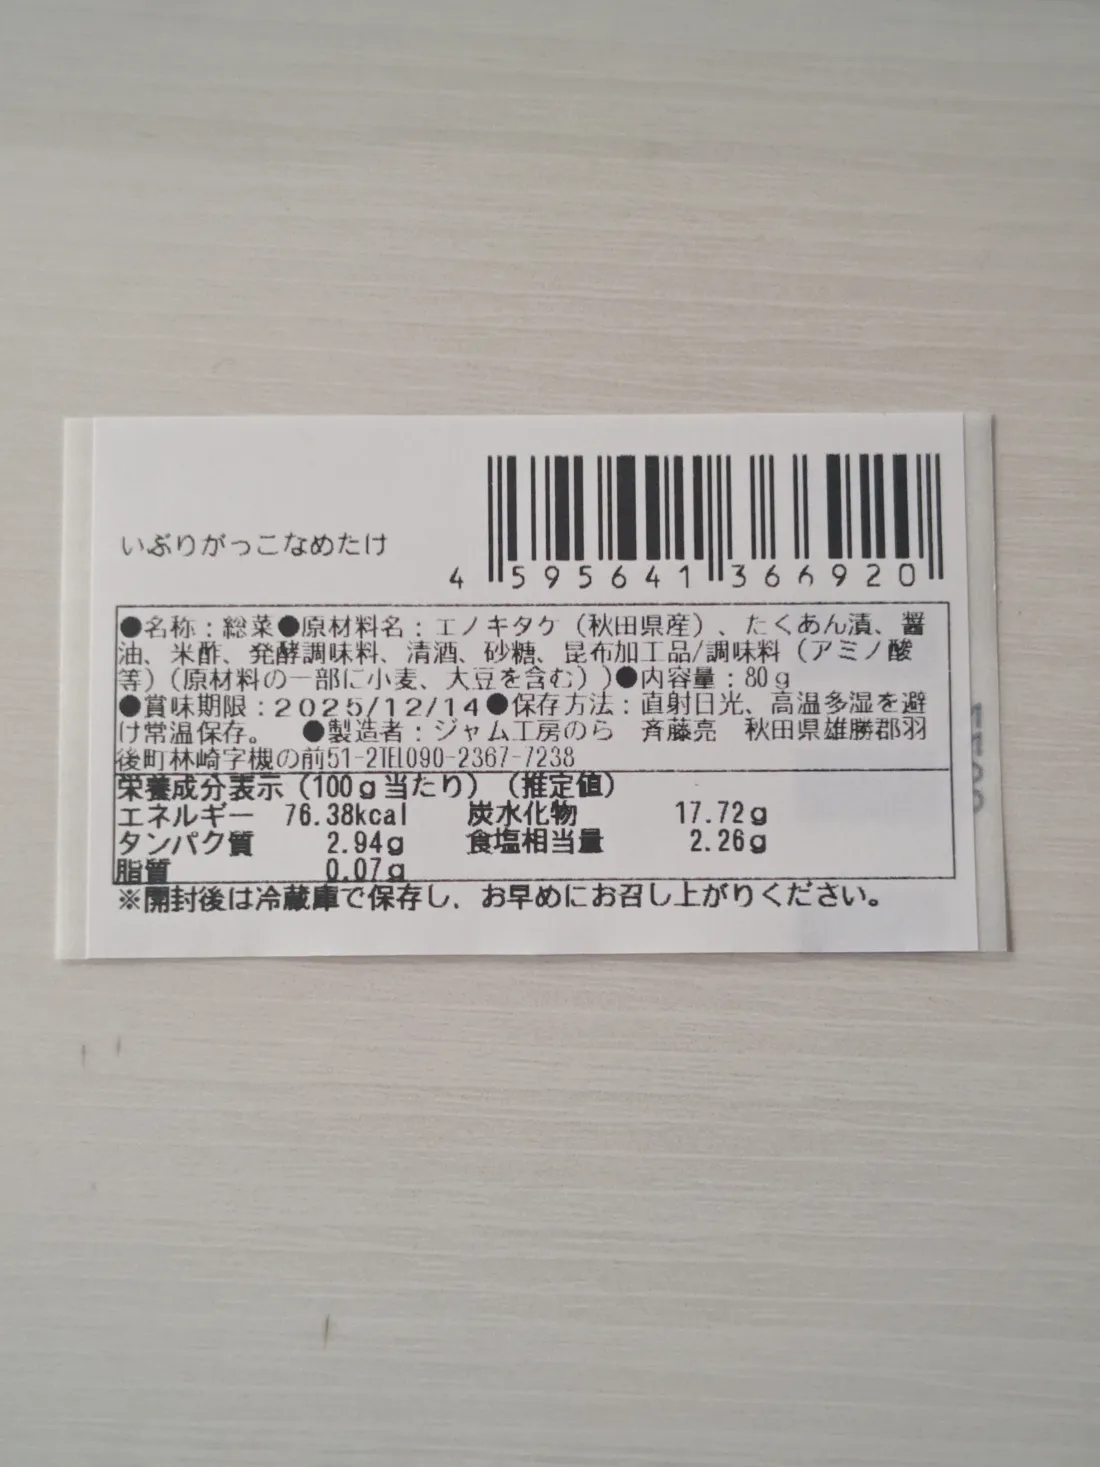 いぶりがっこなめたけ
4 595641 366920
●名称：総菜●原材料名：エノキタケ（秋田県産）、たくあん漬、醤
油、米酢、発酵調味料、清酒、砂糖、昆布加工品/調味料（アミノ酸
等）（原材料の一部に小麦、大豆を含む））●内容量：80g
●賞味期限：2025/12/14●保存方法：直射日光、高温多湿を避
け常温保存。　●製造者：ジャム工房のら　斉藤亮　秋田県雄勝郡羽
後町林崎字槻の前51-2TEL090-2367-7238
栄養成分表示（100g当たり）（推定値）
エネルギー 76.38kcal 炭水化物 17.72g
タンパク質 2.94g 食塩相当量 2.26g
脂質 0.07g
※開封後は冷蔵庫で保存し、お早めにお召し上がりください。